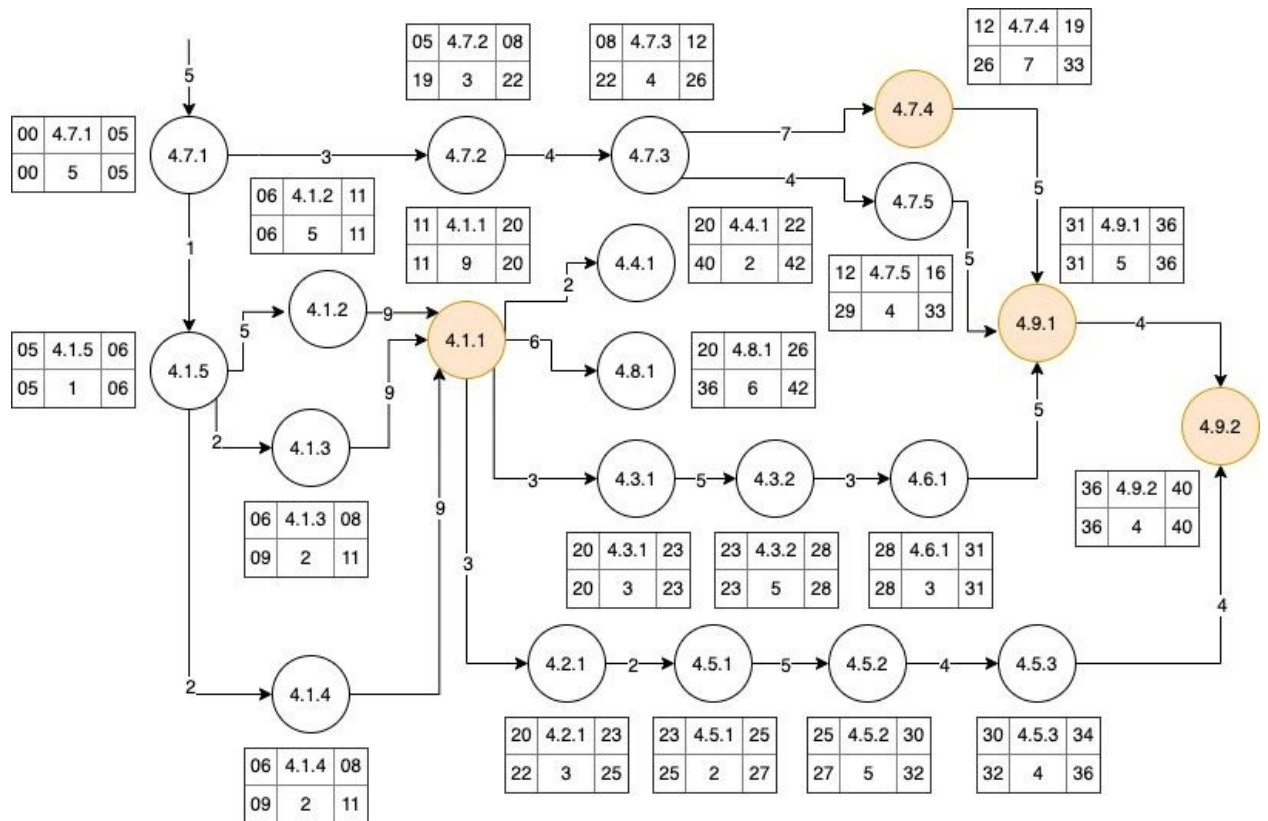 5
05 4.7.2 08
19 3 22
08 4.7.3 12
22 4 26
12 4.7.4 19
26 7 33
00 4.7.1 05
00 5 05
4.7.1
3
4.7.2
4
4.7.3
7
4.7.4
4
4.7.5
5
5
1
06 4.1.2 11
06 5 11
11 4.1.1 20
11 9 20
20 4.4.1 22
40 2 42
12 4.7.5 16
29 4 33
31 4.9.1 36
31 5 36
05 4.1.5 06
05 1 06
4.1.5
5
4.1.2
9
4.1.1
2
4.4.1
6
4.8.1
20 4.8.1 26
36 6 42
4.9.1
4
4.9.2
2
4.1.3
9
3
4.3.1
5
4.3.2
3
4.6.1
5
06 4.1.3 08
09 2 11
9
20 4.3.1 23
20 3 23
23 4.3.2 28
23 5 28
28 4.6.1 31
28 3 31
36 4.9.2 40
36 4 40
3
4
2
4.1.4
4.2.1
2
4.5.1
5
4.5.2
4
4.5.3
06 4.1.4 08
09 2 11
20 4.2.1 23
22 3 25
23 4.5.1 25
25 2 27
25 4.5.2 30
27 5 32
30 4.5.3 34
32 4 36